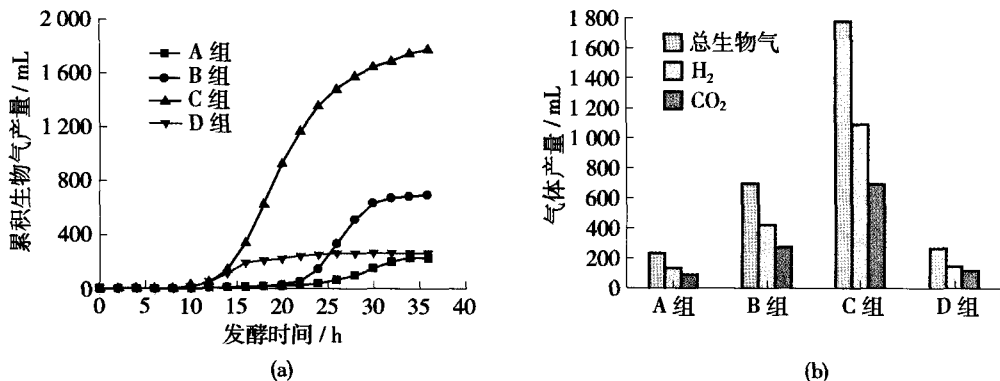 2 000
1 600
1 200
800
400
0
累积生物气产量 / mL
A 组
B 组
C 组
D 组
0 5 10 15 20 25 30 35 40
发酵时间 / h
(a)
1 800
1 600
1 400
1 200
1 000
800
600
400
200
0
气体产量 / mL
总生物气
H₂
CO₂
A 组 B 组 C 组 D 组
(b)